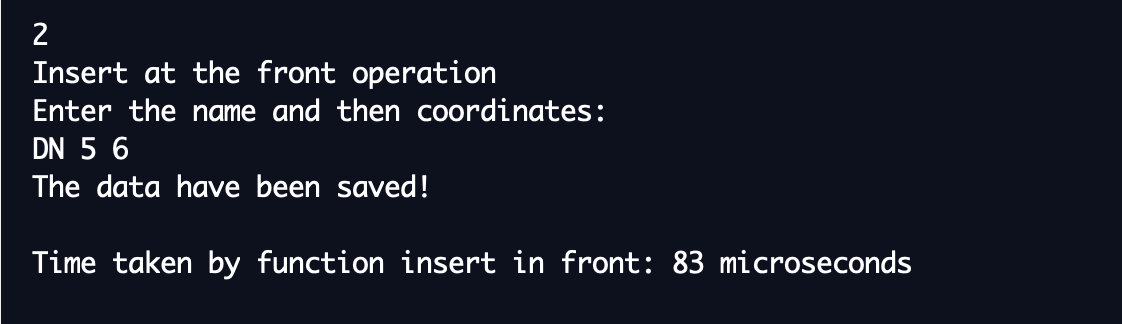 2
Insert at the front operation
Enter the name and then coordinates:
DN 5 6
The data have been saved!
Time taken by function insert in front: 83 microseconds